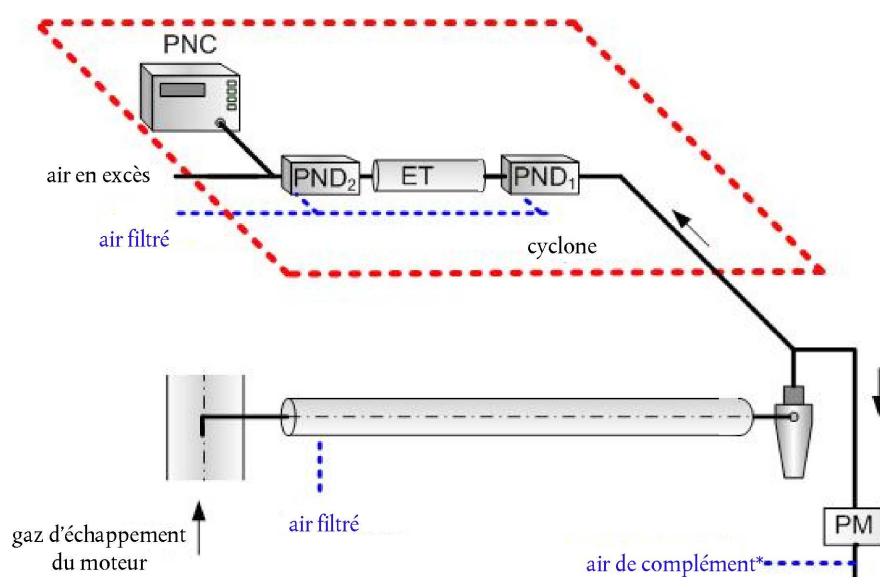 PNC
air en excès
PND2
ET
PND1
air filtré
cyclone
gaz d'échappement
du moteur
air filtré
PM
air de complément*